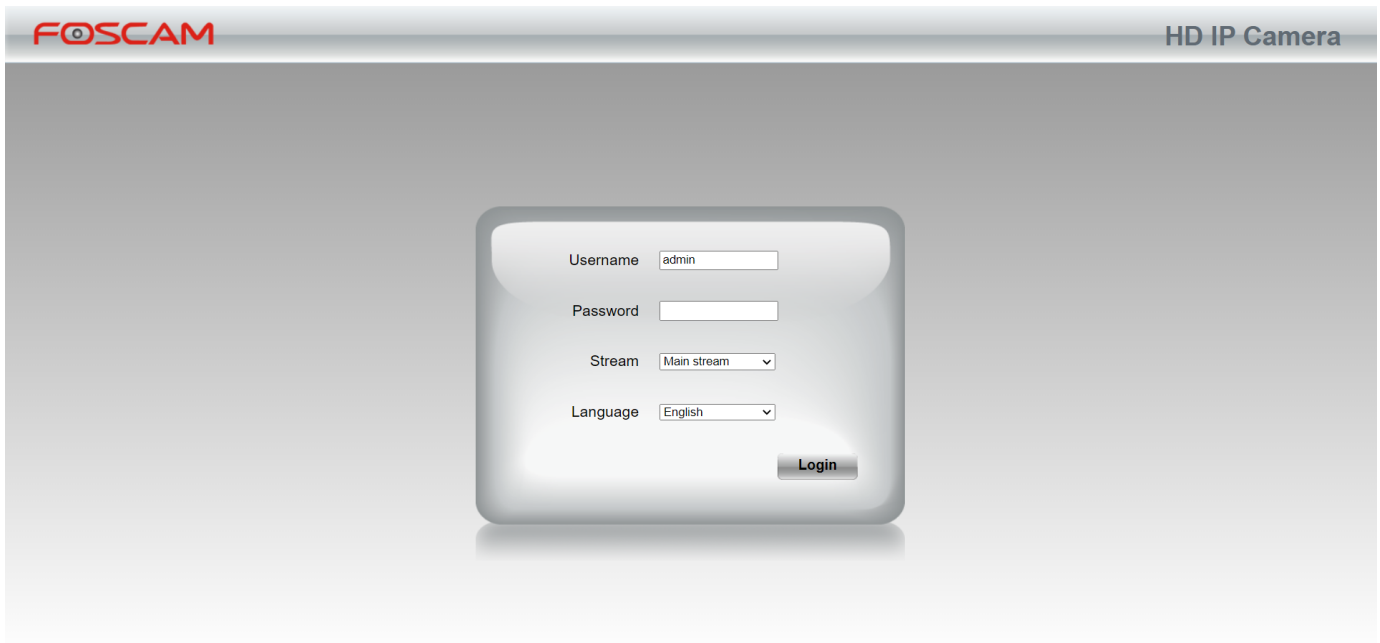 FOSCAM
HD IP Camera
Username admin
Password
Stream Main stream
Language English
Login